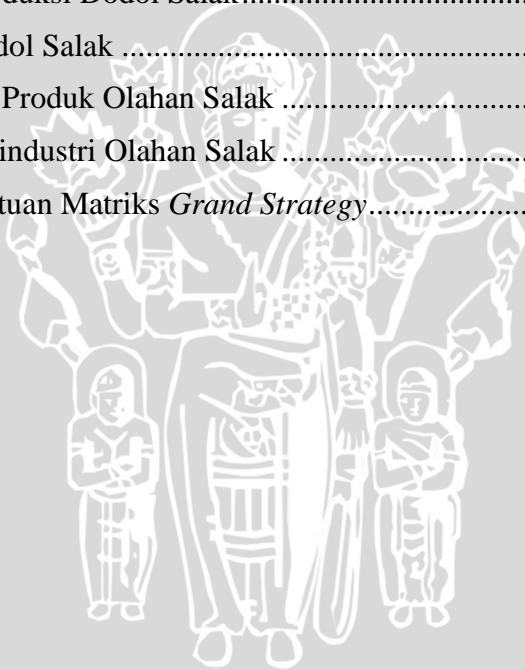 duksi Dodol Salak..............................
dol Salak ..................................................
Produk Olahan Salak ..............................
industri Olahan Salak ..............................
tuan Matriks Grand Strategy....................